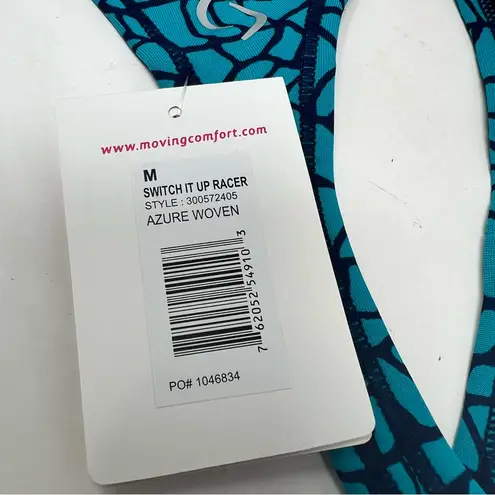 www.movingcomfort.com
M
SWITCH IT UP RACER
STYLE : 300572405
AZURE WOVEN
7 62052 54910 3
PO# 1046834